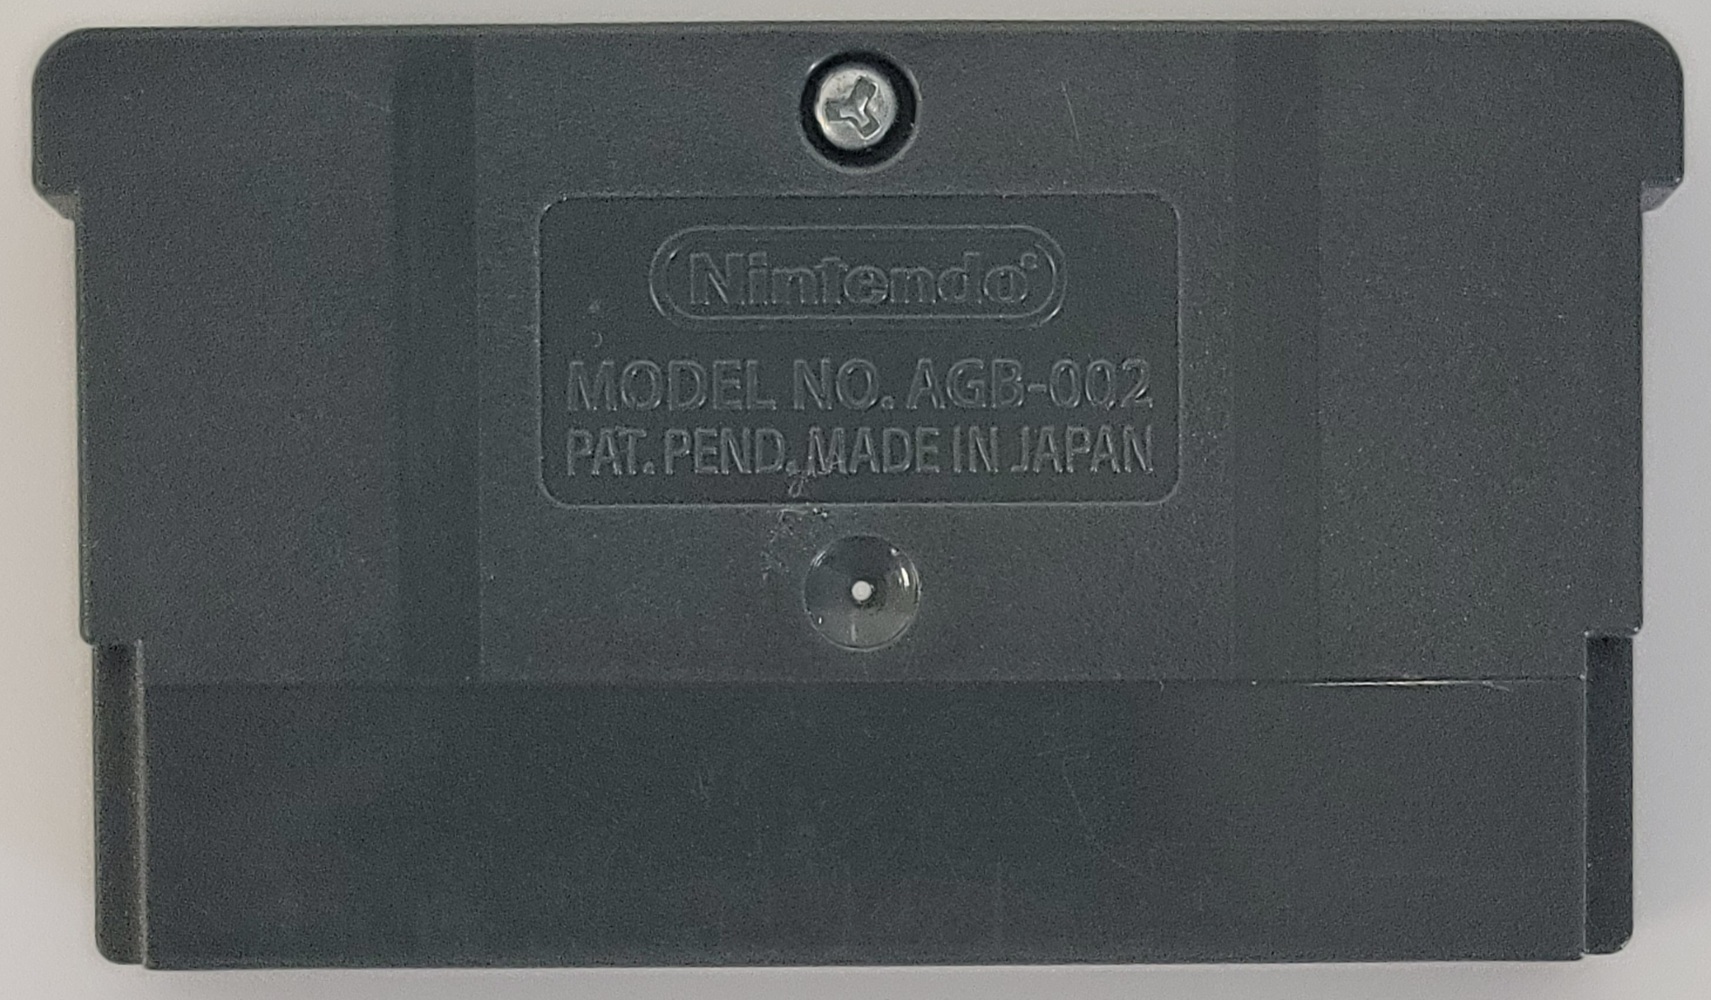 Nintendo®
MODEL NO. AGB-002
PAT. PEND. MADE IN JAPAN